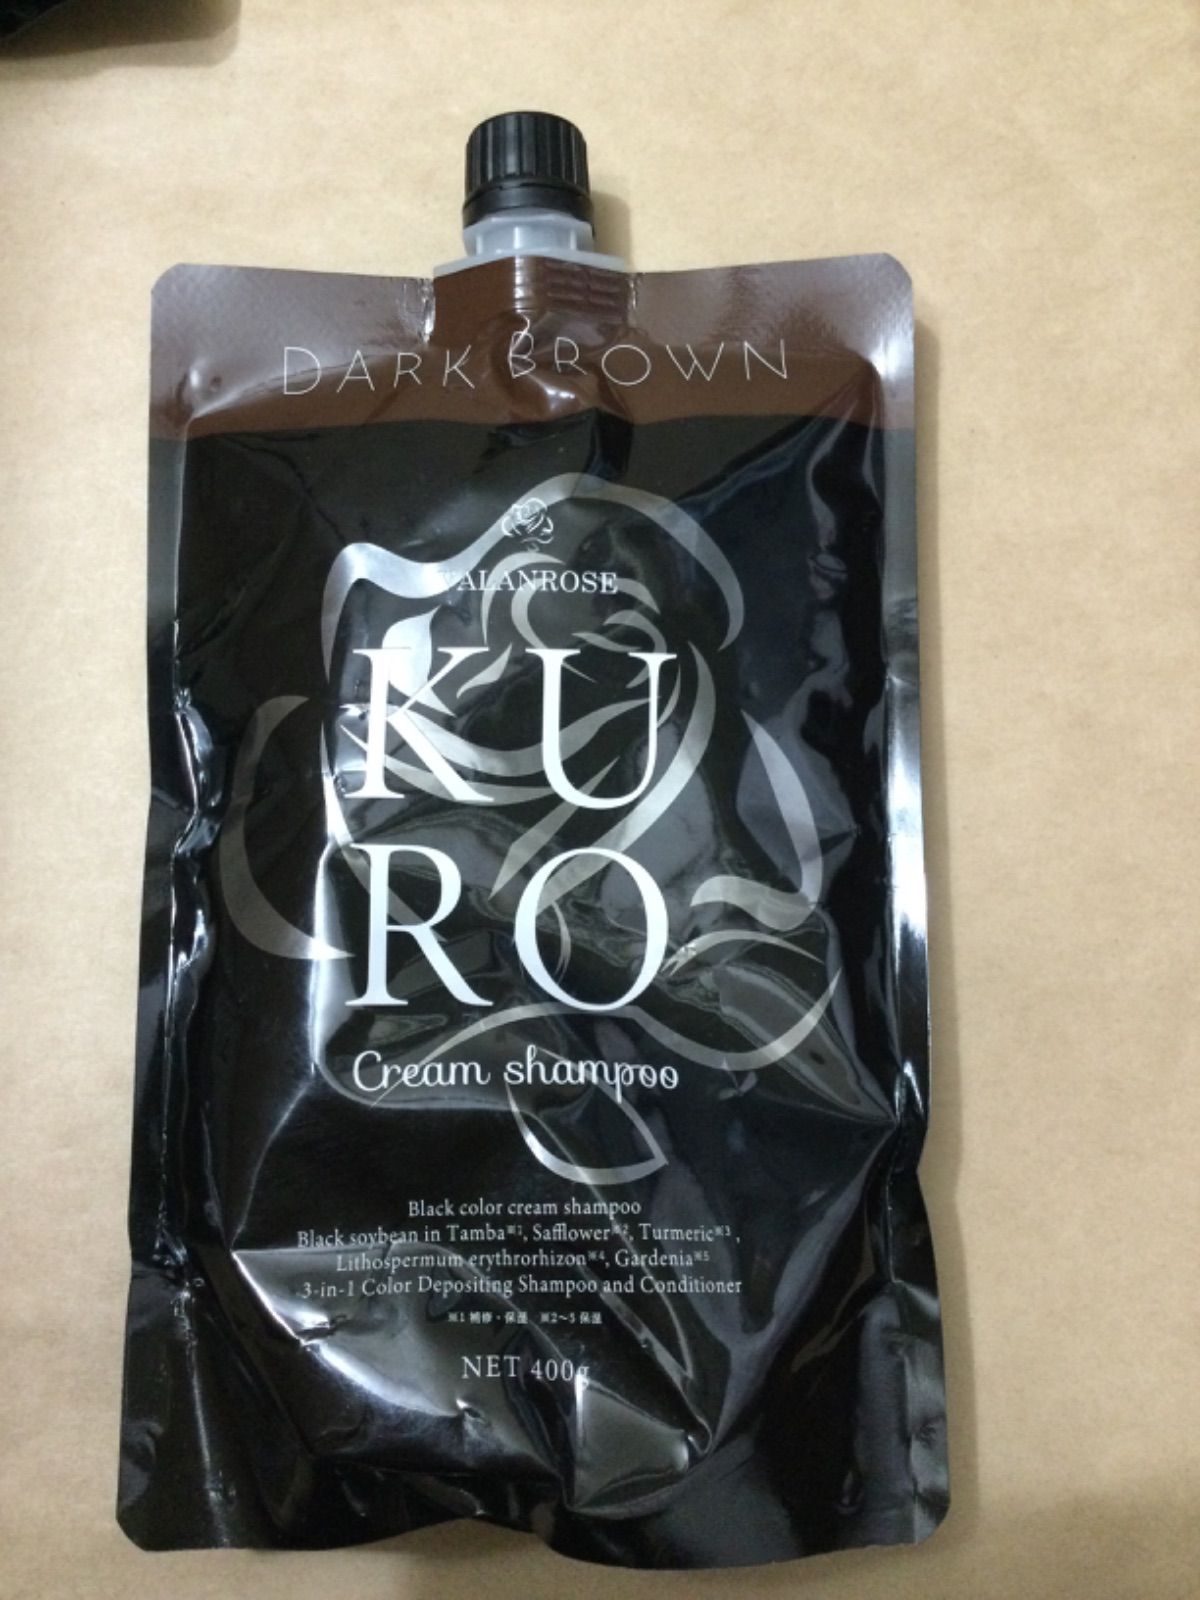 DARK BROWN
VALANROSE
KU
RO
Cream shampoo
Black color cream shampoo
Black soybean in Tamba※1, Safflower※2, Turmeric※3,
Lithospermum erythrorhizon※4, Gardenia※5
3-in-1 Color Depositing Shampoo and Conditioner
※1 補修・保湿 ※2～5 保湿
NET 400g